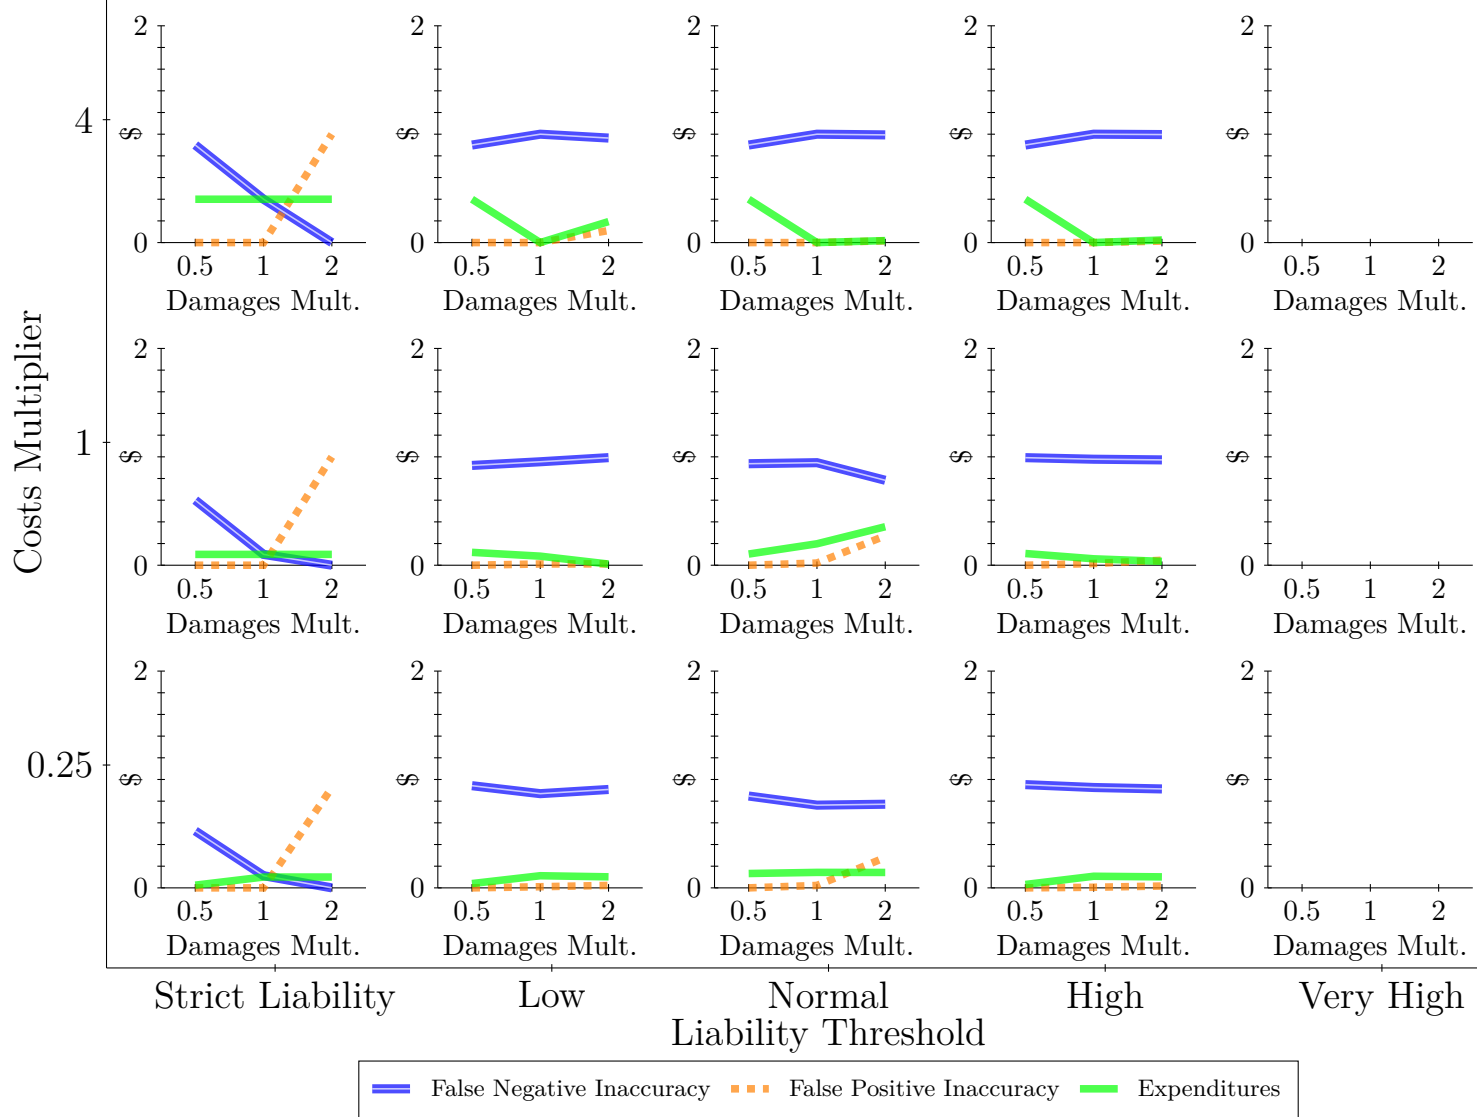 Costs Multiplier
4
2
$
0
0.5 1 2
Damages Mult.
2
$
0
0.5 1 2
Damages Mult.
2
$
0
0.5 1 2
Damages Mult.
2
$
0
0.5 1 2
Damages Mult.
2
$
0
0.5 1 2
Damages Mult.
1
2
$
0
0.5 1 2
Damages Mult.
2
$
0
0.5 1 2
Damages Mult.
2
$
0
0.5 1 2
Damages Mult.
2
$
0
0.5 1 2
Damages Mult.
2
$
0
0.5 1 2
Damages Mult.
0.25
2
$
0
0.5 1 2
Damages Mult.
2
$
0
0.5 1 2
Damages Mult.
2
$
0
0.5 1 2
Damages Mult.
2
$
0
0.5 1 2
Damages Mult.
2
$
0
0.5 1 2
Damages Mult.
Strict Liability Low Normal High Very High
Liability Threshold
False Negative Inaccuracy False Positive Inaccuracy Expenditures